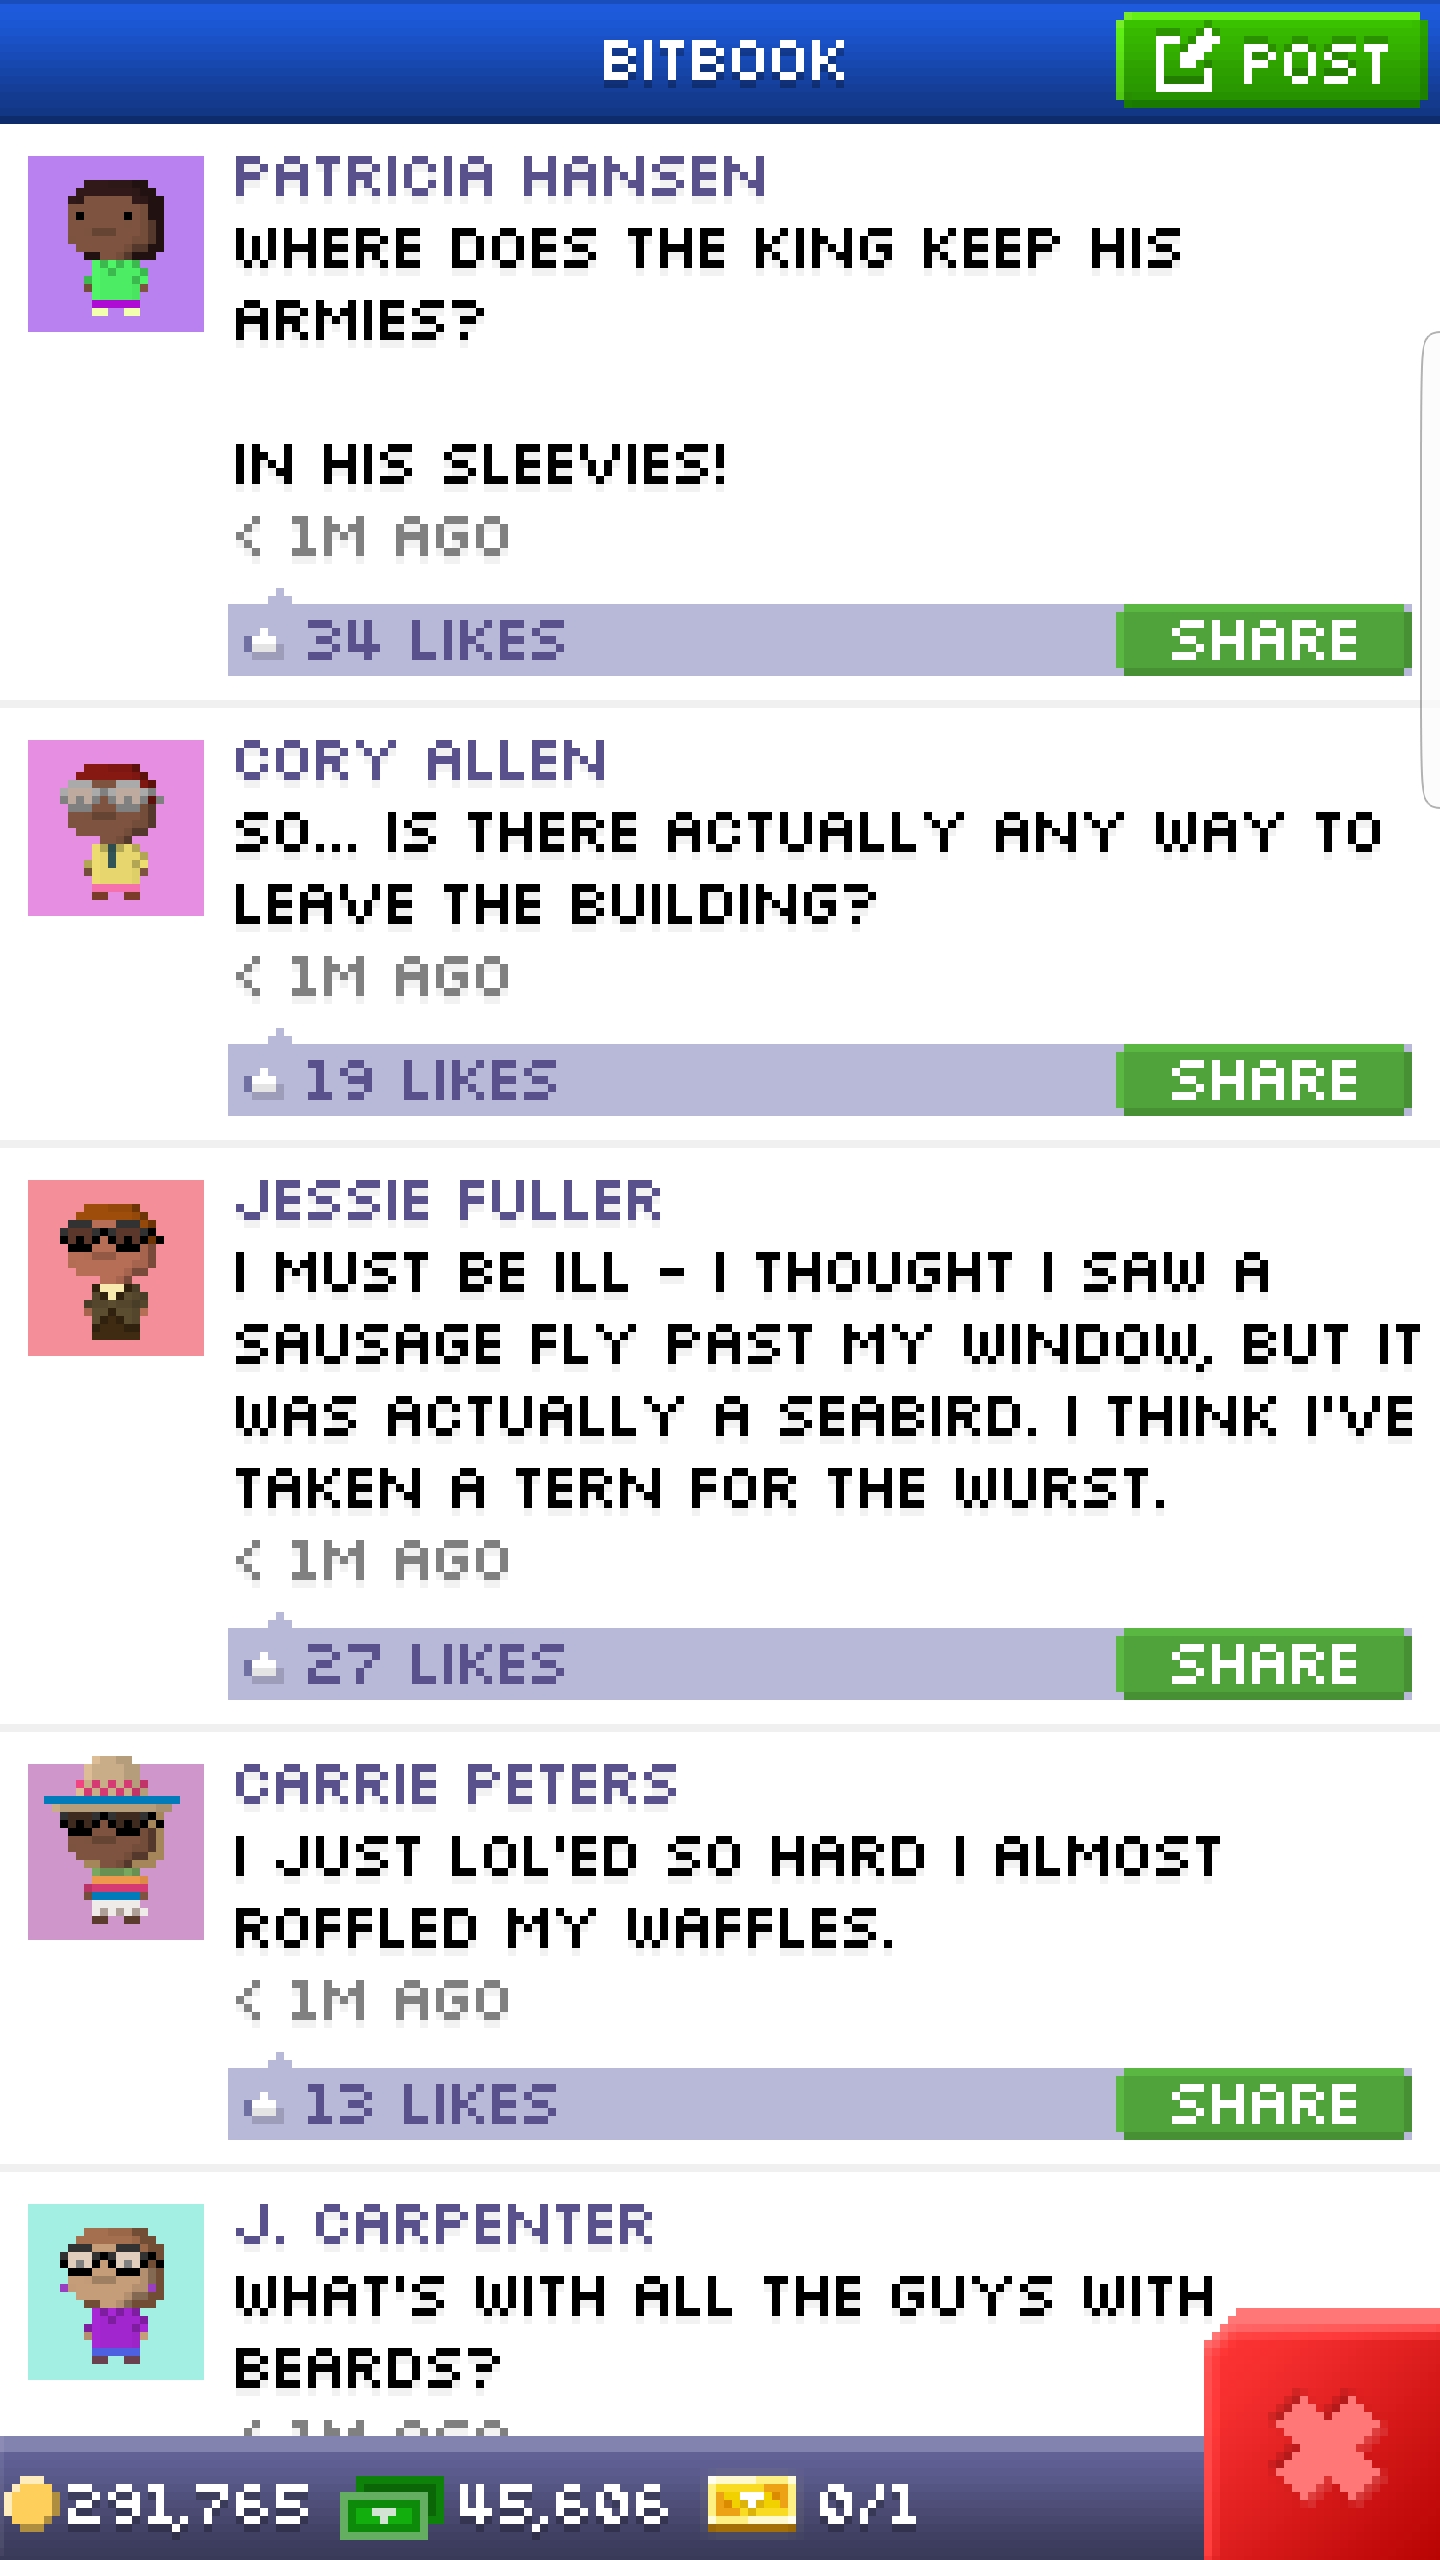 BITBOOK
POST
PATRICIA HANSEN
WHERE DOES THE KING KEEP HIS
ARMIES?
IN HIS SLEEVIES!
< 1M AGO
34 LIKES
SHARE
CORY ALLEN
SO... IS THERE ACTUALLY ANY WAY TO
LEAVE THE BUILDING?
< 1M AGO
19 LIKES
SHARE
JESSIE FULLER
I MUST BE ILL - I THOUGHT I SAW A
SAUSAGE FLY PAST MY WINDOW, BUT IT
WAS ACTUALLY A SEABIRD. I THINK I'VE
TAKEN A TERN FOR THE WURST.
< 1M AGO
27 LIKES
SHARE
CARRIE PETERS
I JUST LOL'ED SO HARD I ALMOST
ROFFLED MY WAFFLES.
< 1M AGO
13 LIKES
SHARE
J. CARPENTER
WHAT'S WITH ALL THE GUYS WITH
BEARDS?
< 1M AGO
291,765
45,606
0/1